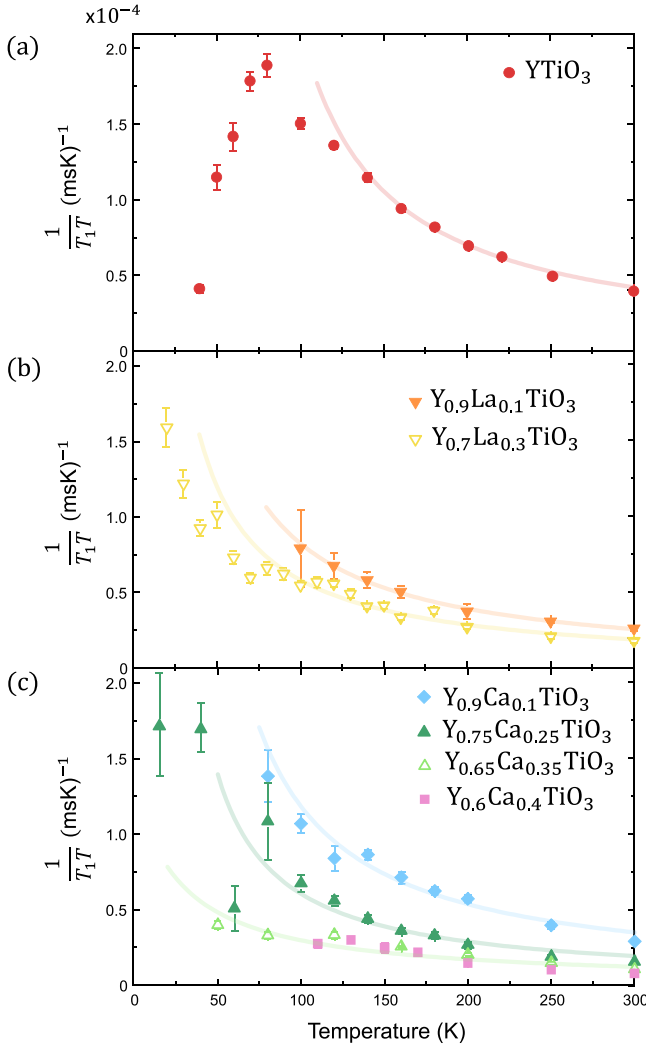 ×10⁻⁴
(a)
2.0
YTiO₃
1.5
1.0
0.5
0
1/(T₁T) (msK)⁻¹
(b)
2.0
Y₀.₉La₀.₁TiO₃
Y₀.₇La₀.₃TiO₃
1.5
1.0
0.5
0
1/(T₁T) (msK)⁻¹
(c)
2.0
Y₀.₉Ca₀.₁TiO₃
Y₀.₇₅Ca₀.₂₅TiO₃
Y₀.₆₅Ca₀.₃₅TiO₃
Y₀.₆Ca₀.₄TiO₃
1.5
1.0
0.5
0
1/(T₁T) (msK)⁻¹
0 50 100 150 200 250 300
Temperature (K)